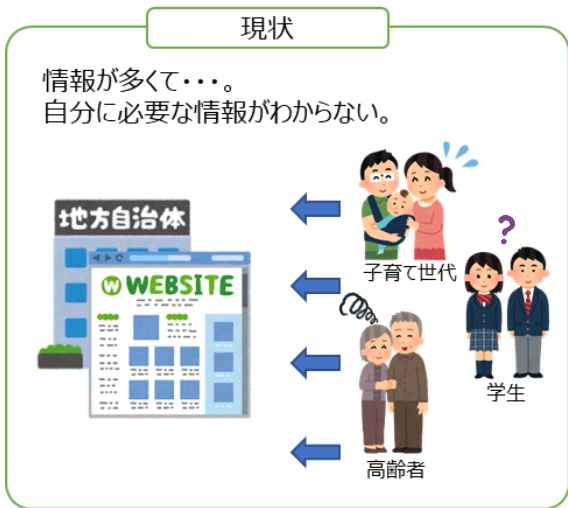 現状
情報が多くて・・・。
自分に必要な情報がわからない。
地方自治体
W WEBSITE
?
子育て世代
学生
高齢者